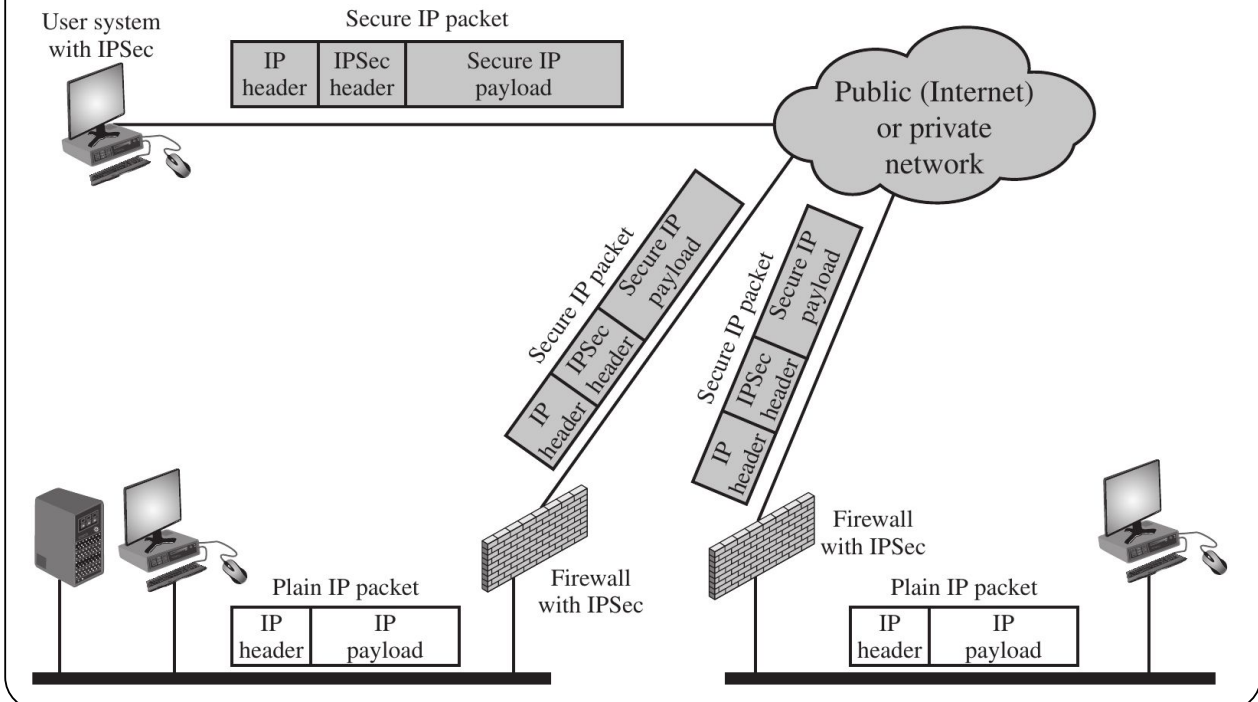 User system
with IPSec
Secure IP packet
IP
header
IPSec
header
Secure IP
payload
Public (Internet)
or private
network
Secure IP packet
IP
header
IPSec
header
Secure IP
payload
Secure IP packet
IP
header
IPSec
header
Secure IP
payload
Firewall
with IPSec
Firewall
with IPSec
Plain IP packet
IP
header
IP
payload
Plain IP packet
IP
header
IP
payload